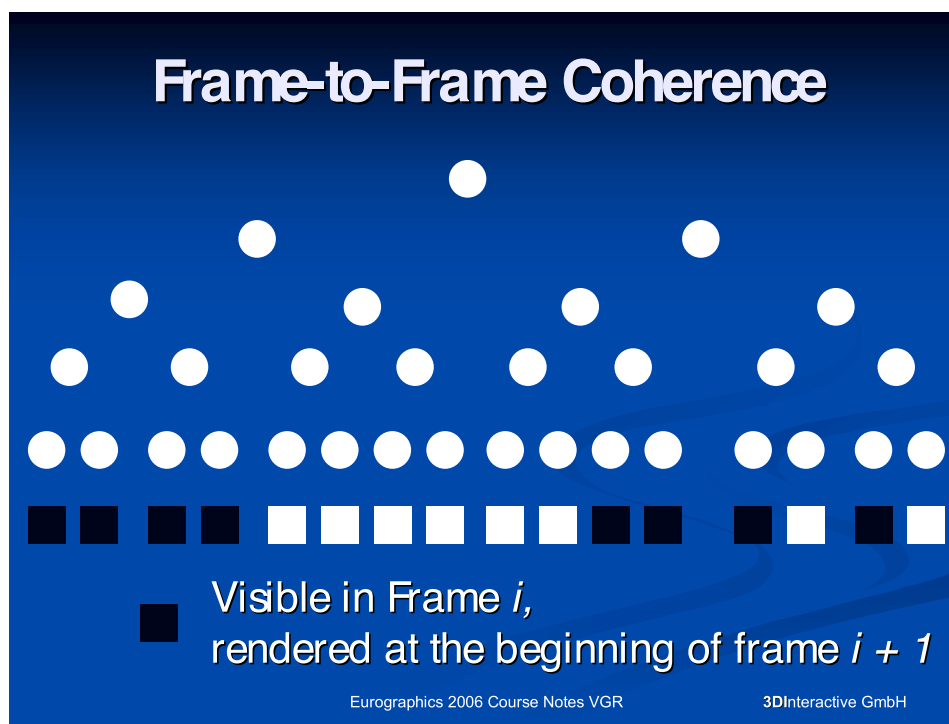 Frame-to-Frame Coherence
Visible in Frame i,
rendered at the beginning of frame i + 1
Eurographics 2006 Course Notes VGR
3DInteractive GmbH